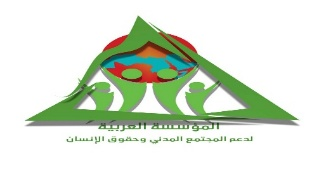 المؤسسة العربية
لدعم المجتمع المدني وحقوق الإنسان